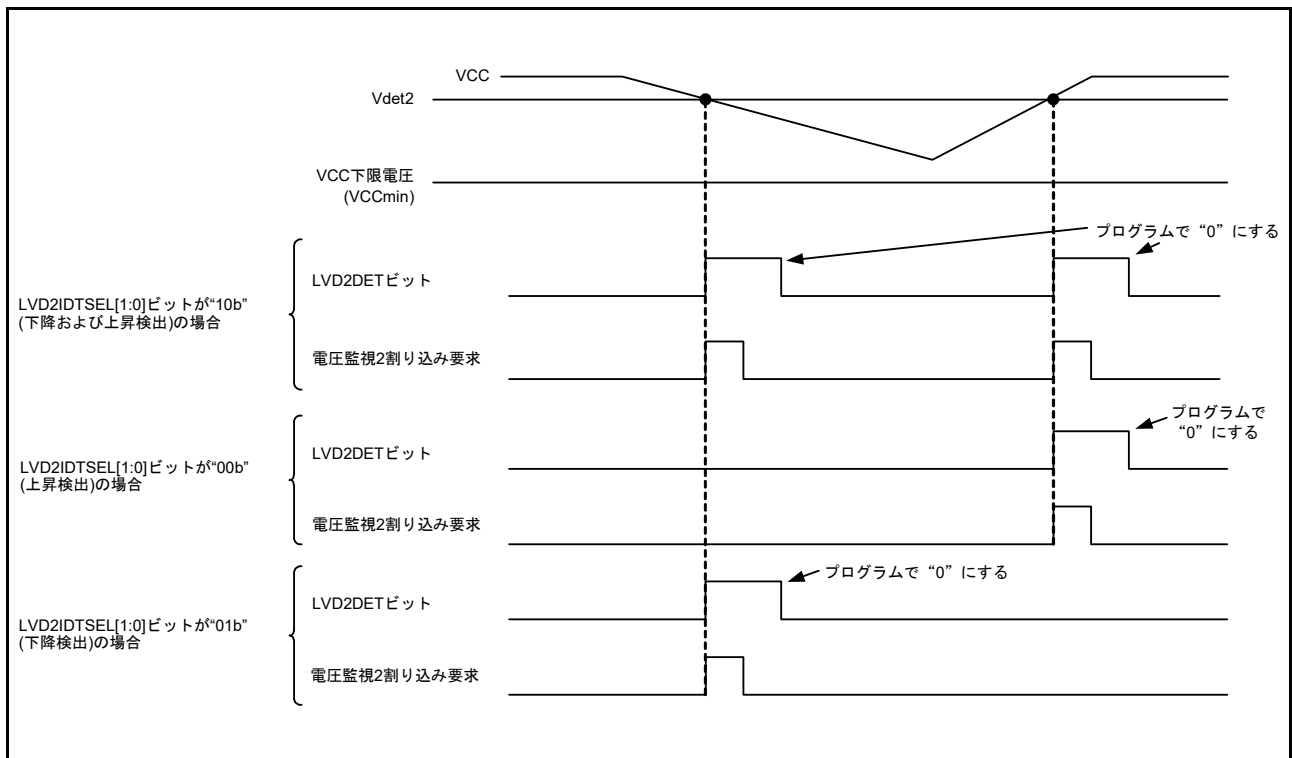 VCC
Vdet2
VCC下限電圧
(VCCmin)
プログラムで“0”にする
LVD2IDTSEL[1:0]ビットが“10b”
(下降および上昇検出)の場合
LVD2DETビット
電圧監視2割り込み要求
プログラムで
“0”にする
LVD2IDTSEL[1:0]ビットが“00b”
(上昇検出)の場合
LVD2DETビット
電圧監視2割り込み要求
プログラムで“0”にする
LVD2IDTSEL[1:0]ビットが“01b”
(下降検出)の場合
LVD2DETビット
電圧監視2割り込み要求